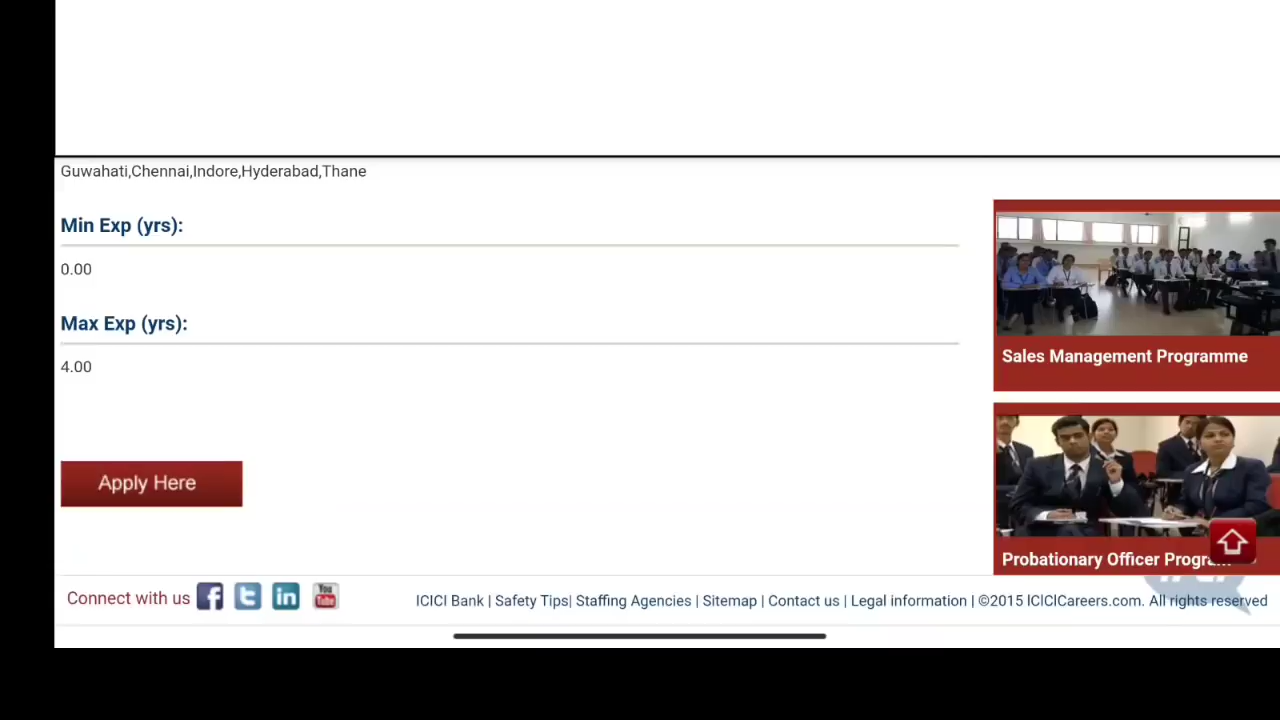 Guwahati,Chennai,Indore,Hyderabad,Thane
Min Exp (yrs):
0.00
Max Exp (yrs):
4.00
Apply Here
Sales Management Programme
Probationary Officer
Connect with us
You
Tube
ICICI Bank | Safety Tips| Staffing Agencies | Sitemap | Contact us | Legal information | ©2015 ICICICareers.com. All rights reserved